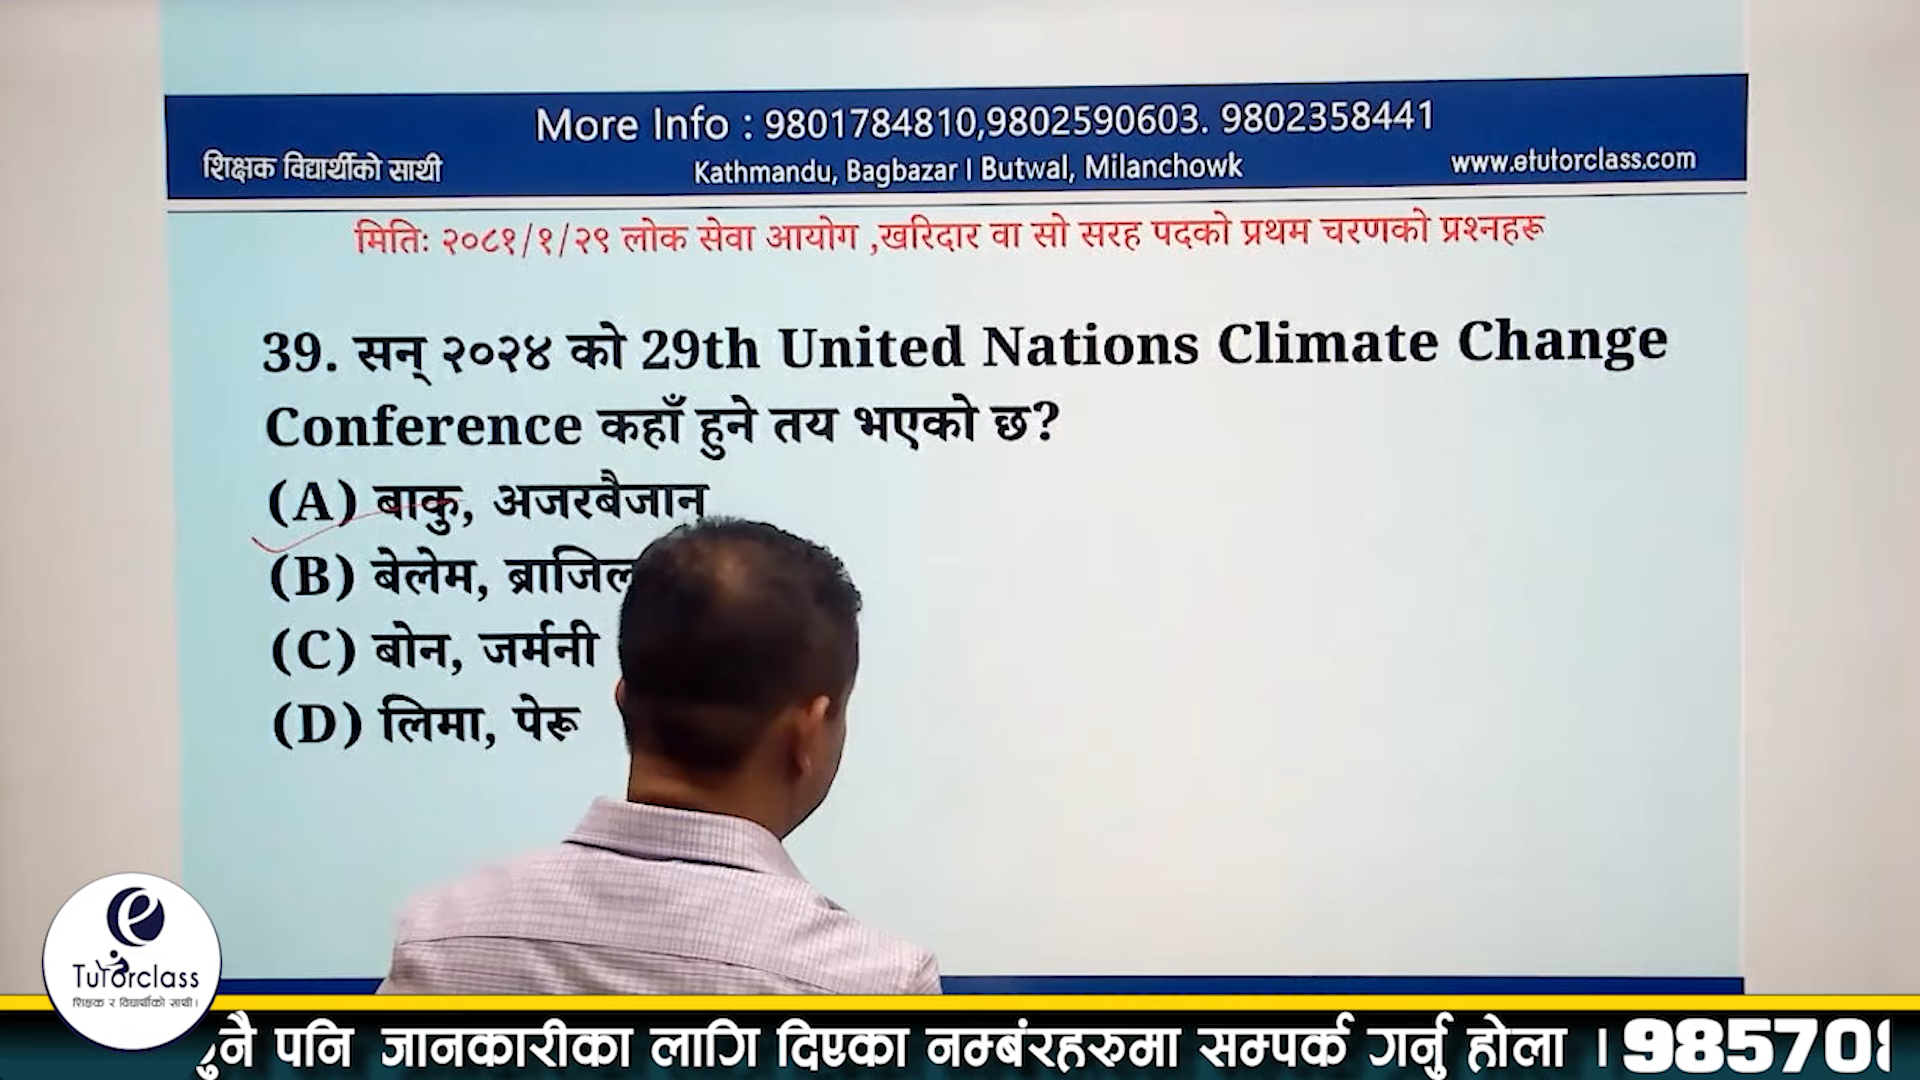 More Info : 9801784810,9802590603. 9802358441
शिक्षक विद्यार्थीको साथी
Kathmandu, Bagbazar | Butwal, Milanchowk
www.etutorclass.com
मितिः २०८१/१/२९ लोक सेवा आयोग ,खरिदार वा सो सरह पदको प्रथम चरणको प्रश्नहरू
39. सन् २०२४ को 29th United Nations Climate Change
Conference कहाँ हुने तय भएको छ?
(A) बाकु, अजरबैजान
(B) बेलेम, ब्राजिल
(C) बोन, जर्मनी
(D) लिमा, पेरू
e
Tutorclass
शिक्षक र विद्यार्थीको साथी।
पनि जानकारीका लागि दिएका नम्बंरहरुमा सम्पर्क गर्नु होला । 98570